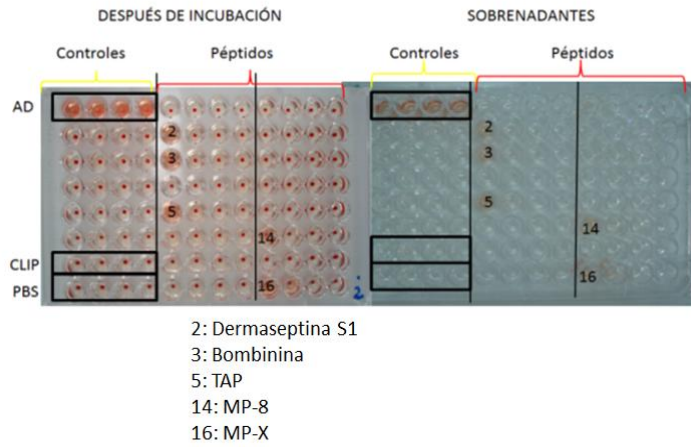 DESPUÉS DE INCUBACIÓN
SOBRENADANTES
Controles
Péptidos
Controles
Péptidos
AD
2
2
3
3
5
5
14
14
CLIP
16
16
PBS
2
2: Dermaseptina S1
3: Bombinina
5: TAP
14: MP-8
16: MP-X